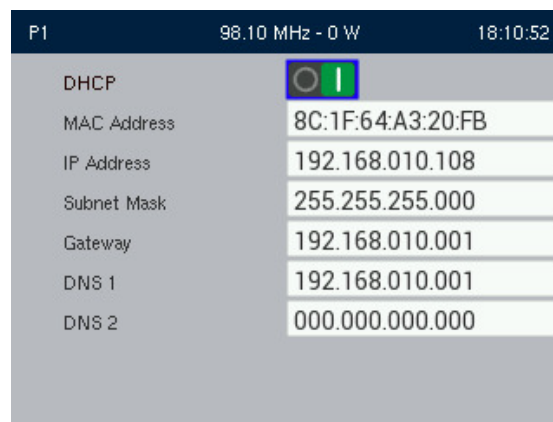 P1 98.10 MHz - 0 W 18:10:52
DHCP
MAC Address 8C:1F:64:A3:20:FB
IP Address 192.168.010.108
Subnet Mask 255.255.255.000
Gateway 192.168.010.001
DNS 1 192.168.010.001
DNS 2 000.000.000.000